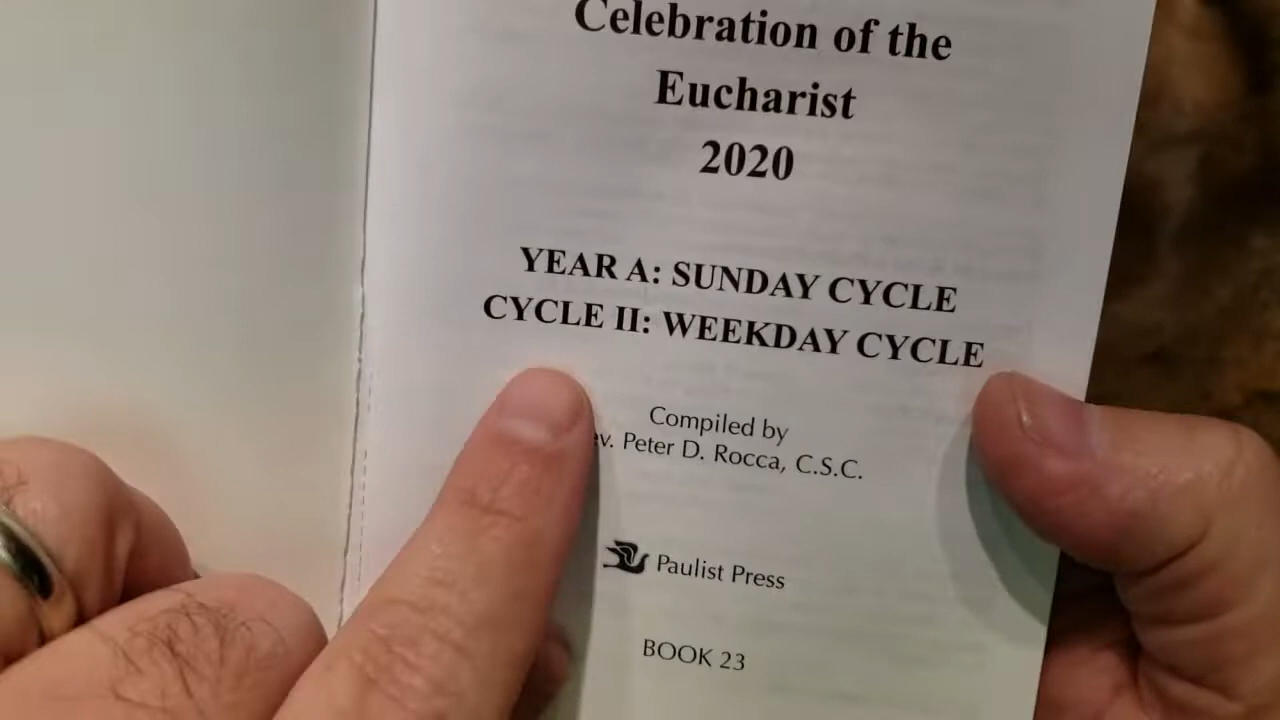 Celebration of the
Eucharist
2020
YEAR A: SUNDAY CYCLE
CYCLE II: WEEKDAY CYCLE
Compiled by
Peter D. Rocca, C.S.C.
Paulist Press
BOOK 23